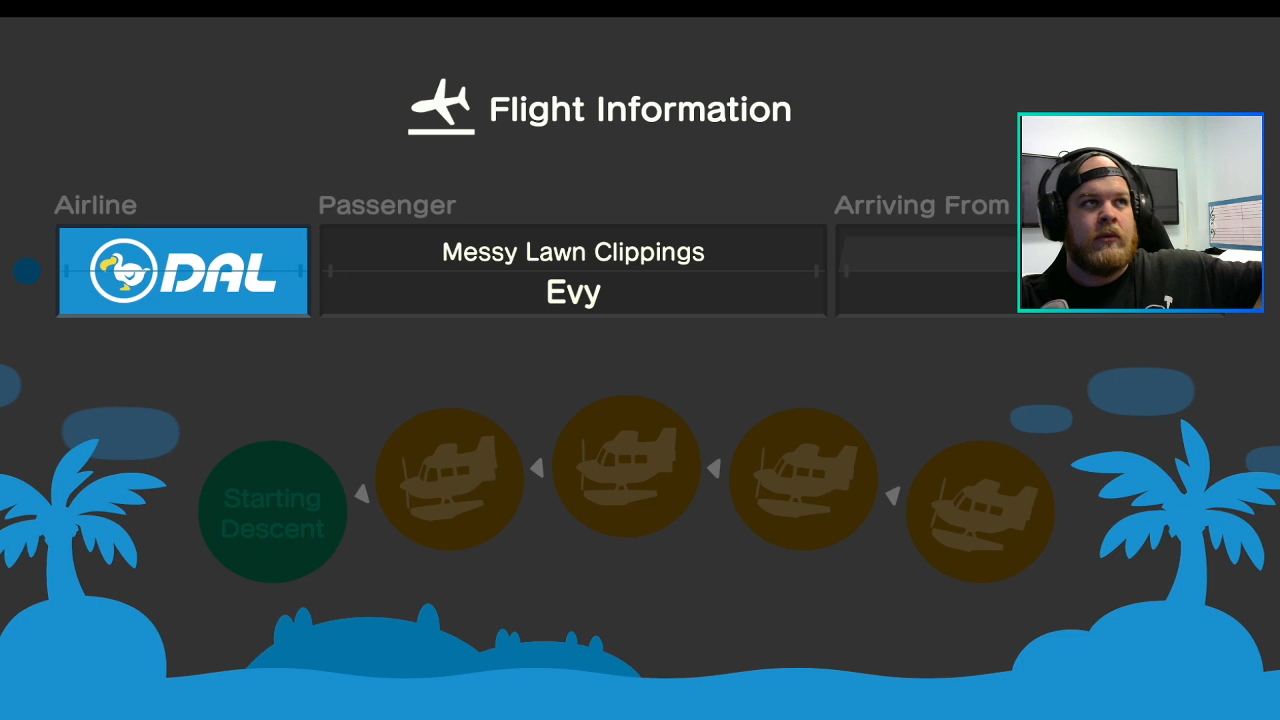 Flight Information
Airline
Passenger
Arriving From
DAL
Messy Lawn Clippings
Evy
Starting
Descent